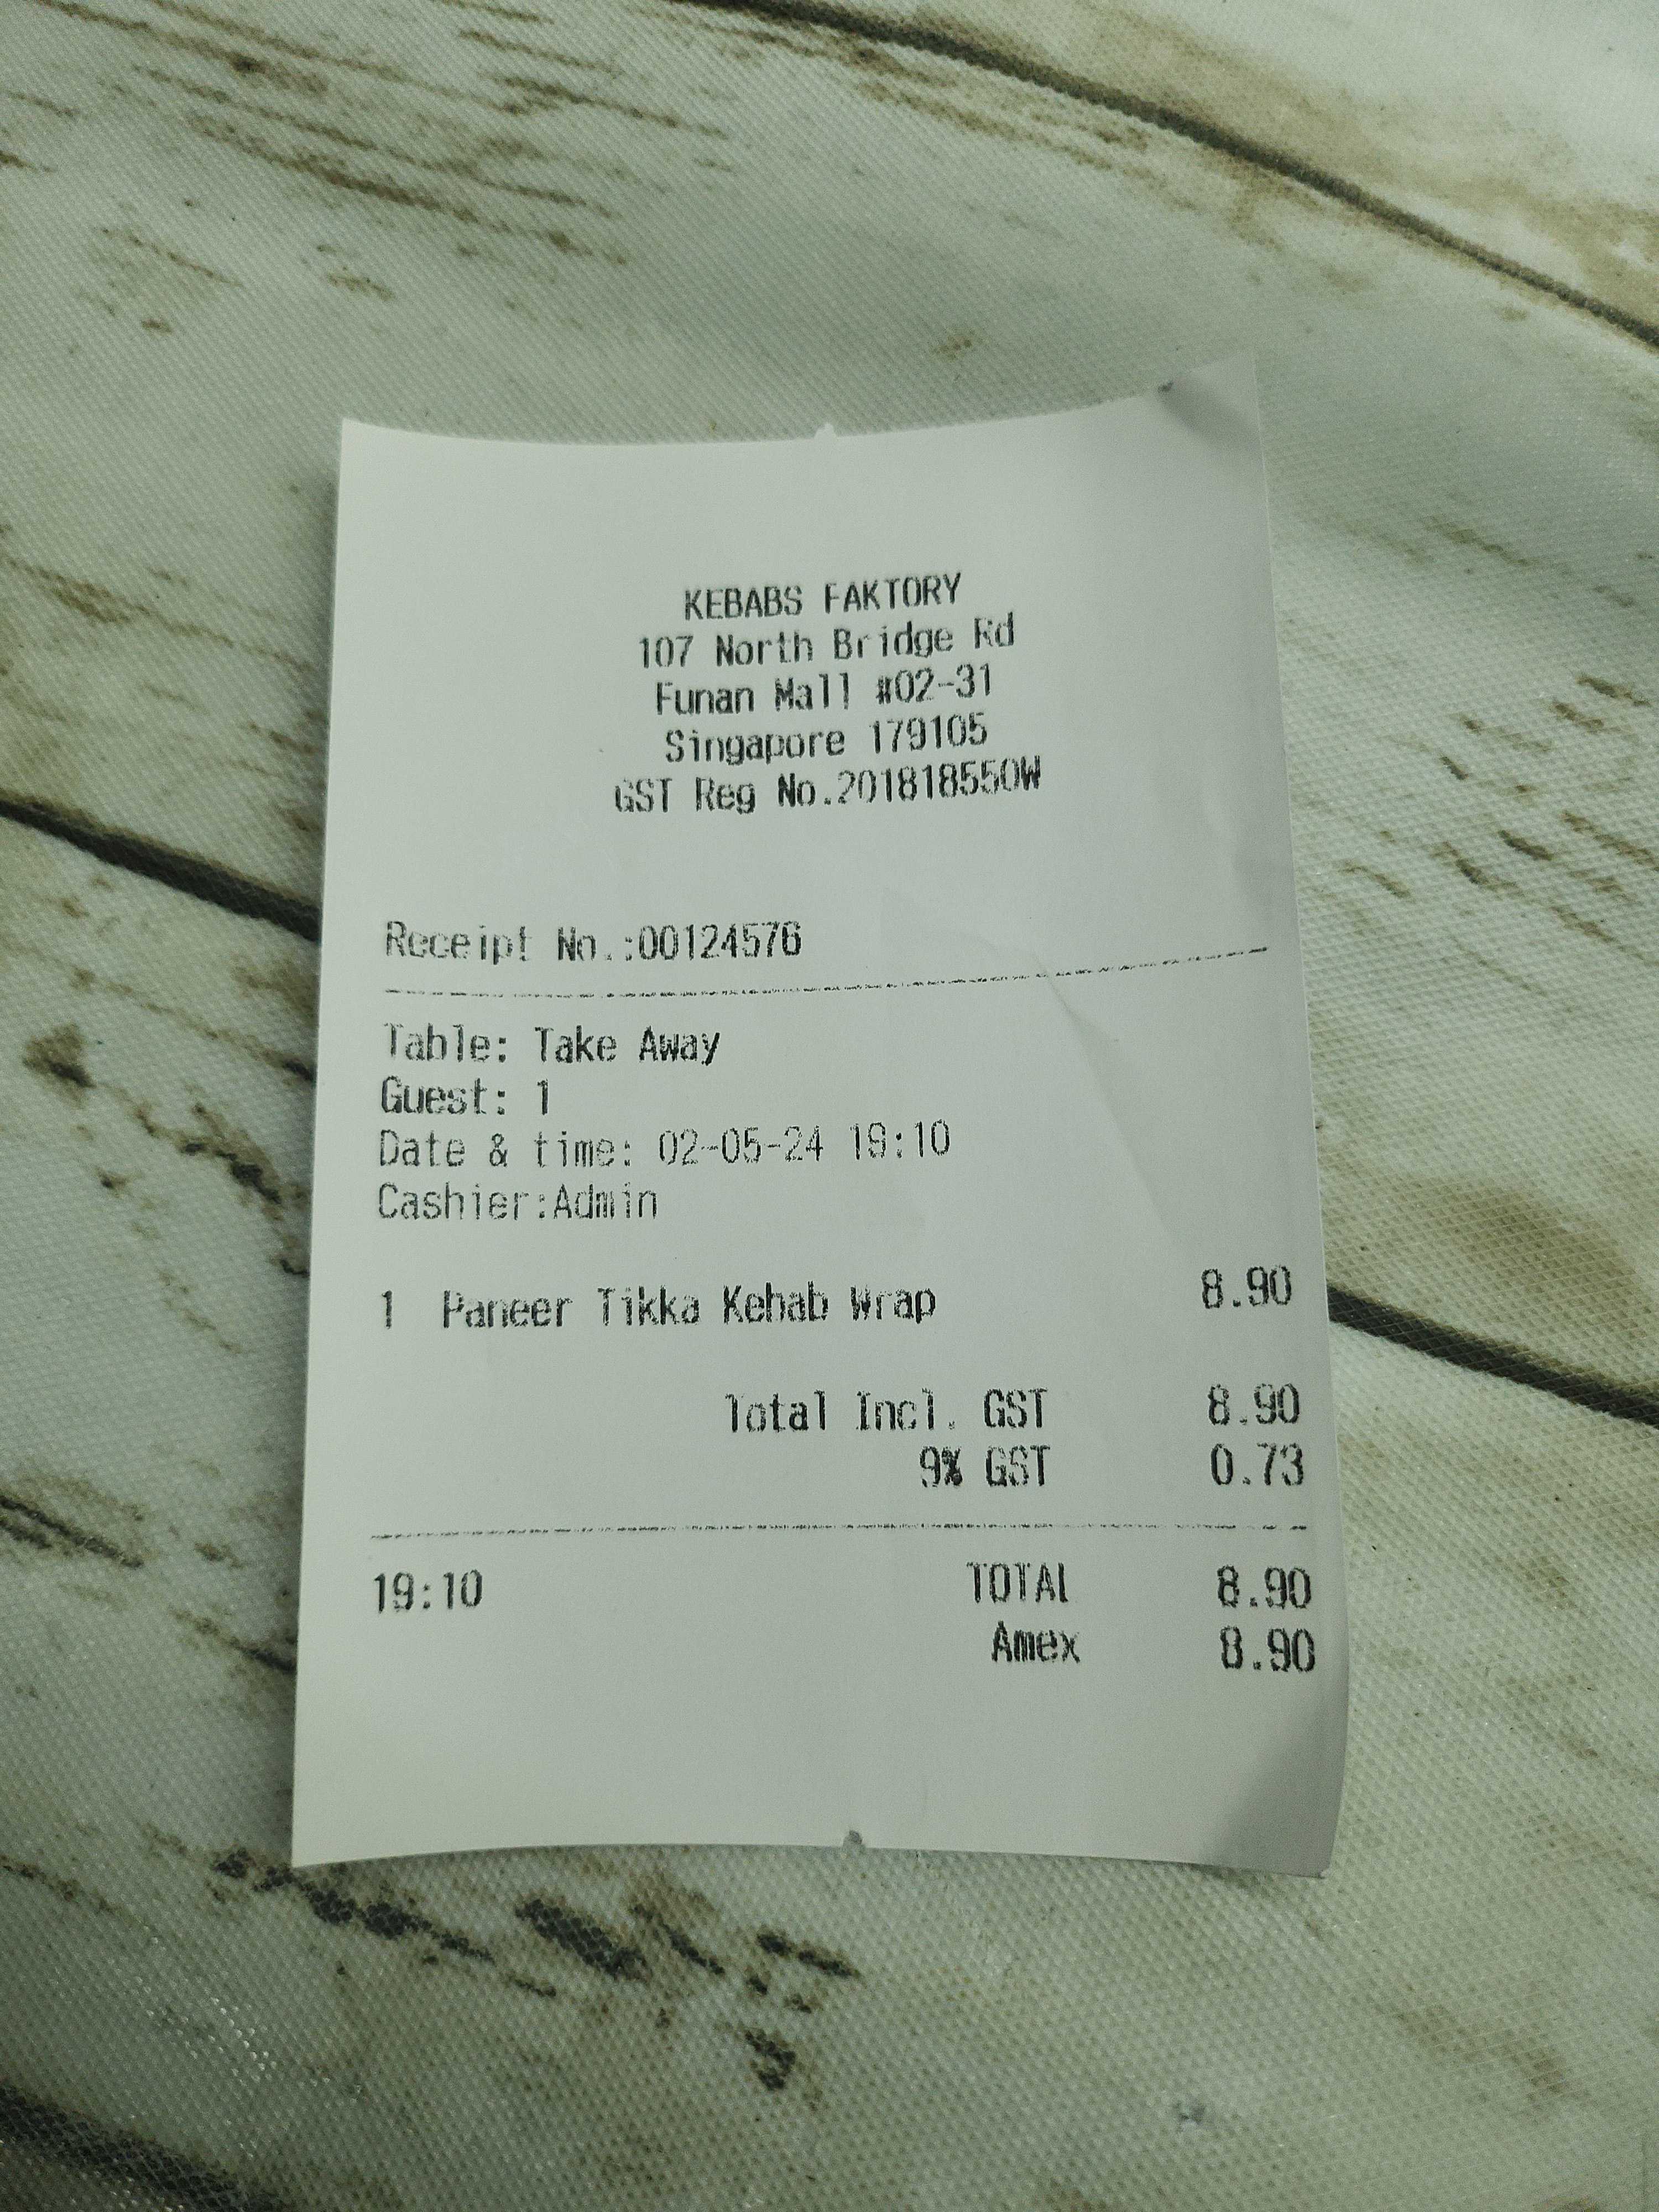 KEBABS FAKTORY
107 North Bridge Rd
Funan Mall #02-31
Singapore 179105
GST Reg No.201818550W
Receipt No.:00124576
Table: Take Away
Guest: 1
Date & time: 02-05-24 19:10
Cashier:Admin
1 Paneer Tikka Kebab Wrap 8.90
Total Incl. GST 8.90
9% GST 0.73
19:10 TOTAL 8.90
Amex 8.90